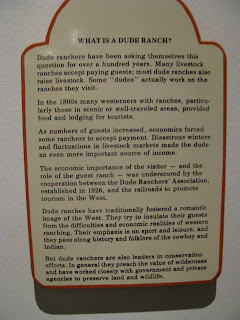 WHAT IS A DUDE RANCH?
Dude ranchers have been asking themselves this
question for over a hundred years. Many livestock
ranches accept paying guests; most dude ranches also
raise livestock. Some "dudes" actually work on the
ranches they visit.
In the 1800s many westerners with ranches, particu-
larly those in scenic or well-traveled areas, provided
food and lodging for tourists.
As numbers of guests increased, economics forced
some ranchers to accept payment. Disastrous winters
and fluctuations in livestock markets made the dude
an even more important source of income.
The economic importance of the visitor — and the
role of the guest ranch — was underscored by the
cooperation between the Dude Ranchers' Association,
established in 1926, and the railroads to promote
tourism in the West.
Dude ranches have traditionally fostered a romantic
image of the West. They try to insulate their guests
from the difficulties and economic realities of western
ranching. Their emphasis is on sport and leisure, and
they pass along history and folklore of the cowboy and
Indian.
But dude ranchers are also leaders in conservation
efforts. In general they preach the value of wilderness
and have worked closely with government and private
agencies to preserve land and wildlife.